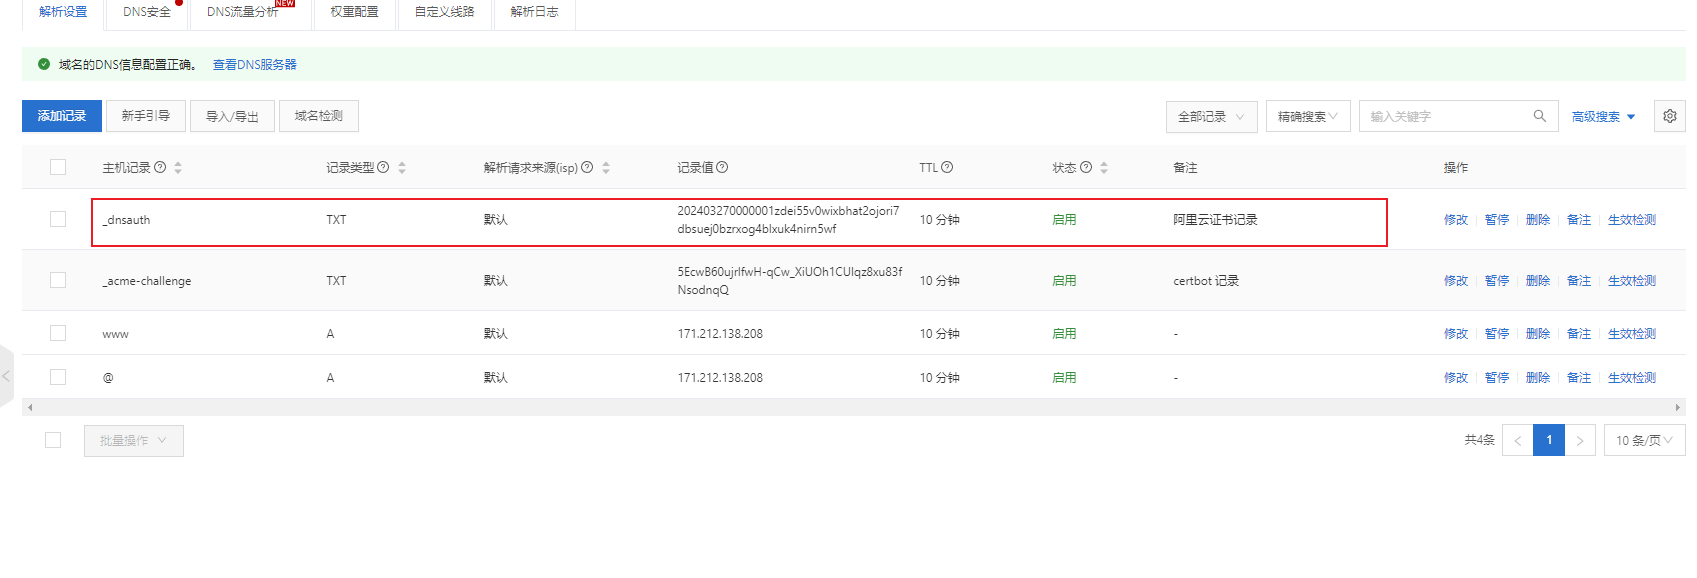 解析设置 DNS安全 DNS流量分析 NEW 权重配置 自定义线路 解析日志
域名的DNS信息配置正确。 查看DNS服务器
添加记录 新手引导 导入/导出 域名检测 全部记录 精确搜索 输入关键字 高级搜索
主机记录 记录类型 解析请求来源(isp) 记录值 TTL 状态 备注 操作
_dnsauth TXT 默认 202403270000001zdei55v0wixbhat2ojori7 10 分钟 启用 阿里云证书记录 修改 暂停 删除 备注 生效检测
dbsuej0bzrxog4blxuk4nirn5wf
_acme-challenge TXT 默认 5EcwB60ujrlfwH-qCw_XiUOh1CUlqz8xu83f 10 分钟 启用 certbot 记录 修改 暂停 删除 备注 生效检测
NsodnqQ
www A 默认 171.212.138.208 10 分钟 启用 - 修改 暂停 删除 备注 生效检测
@ A 默认 171.212.138.208 10 分钟 启用 - 修改 暂停 删除 备注 生效检测
批量操作 共4条 1 10 条/页